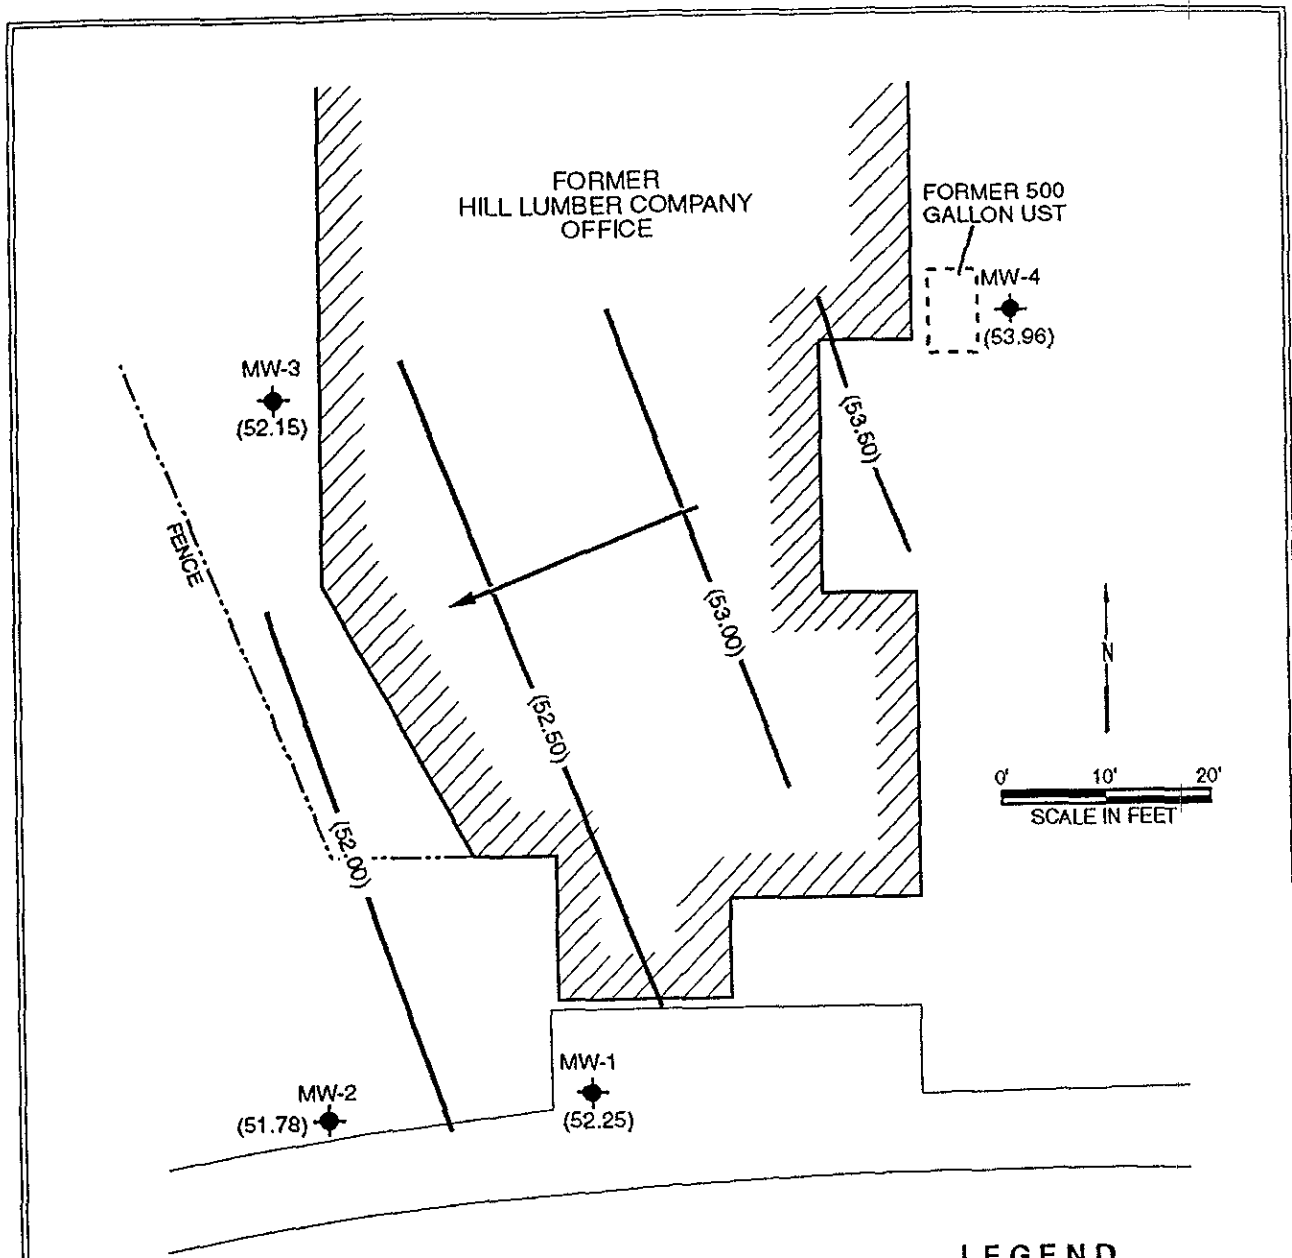 FORMER
HILL LUMBER COMPANY
OFFICE
FORMER 500
GALLON UST
MW-4
(53.96)
MW-3
(52.15)
(53.50)
FENCE
(53.00)
N
(52.50)
0' 10' 20'
SCALE IN FEET
(52.00)
MW-1
(52.25)
MW-2
(51.78)
LEGEND